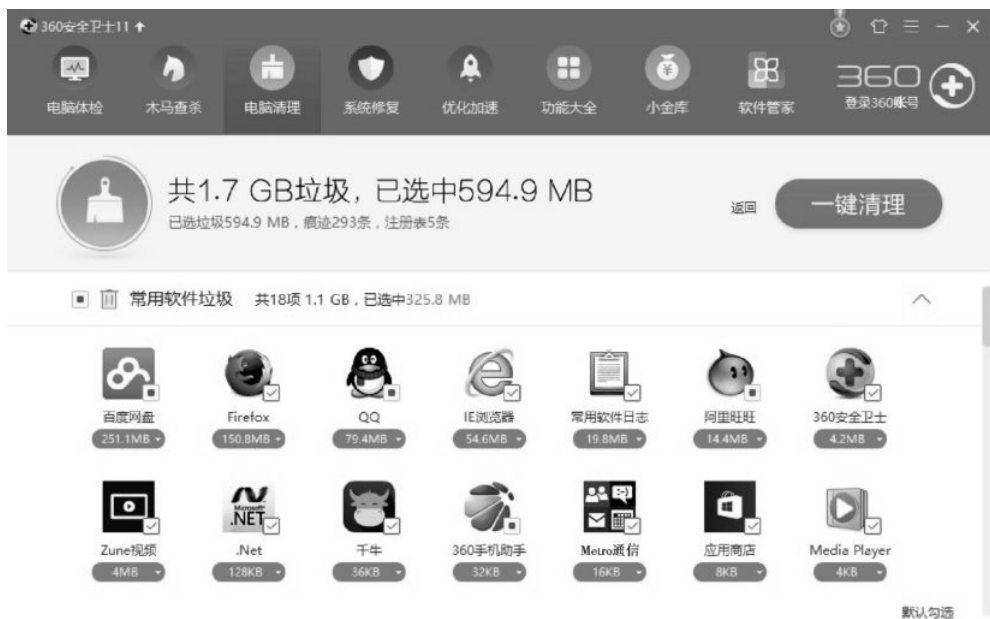 360安全卫士11
电脑体检 木马查杀 电脑清理 系统修复 优化加速 功能大全 小金库 软件管家
360
登录360账号
共1.7 GB垃圾，已选中594.9 MB
已选垃圾594.9 MB，痕迹293条，注册表5条
返回
一键清理
常用软件垃圾 共18项 1.1 GB，已选中325.8 MB
百度网盘 Firefox QQ IE浏览器 常用软件日志 阿里旺旺 360安全卫士
251.1MB 150.8MB 79.4MB 54.6MB 19.8MB 14.4MB 4.2MB
Microsoft
.NET
Zune视频 .Net 千牛 360手机助手 Metro通信 应用商店 Media Player
4MB 128KB 36KB 32KB 16KB 8KB 4KB
默认勾选